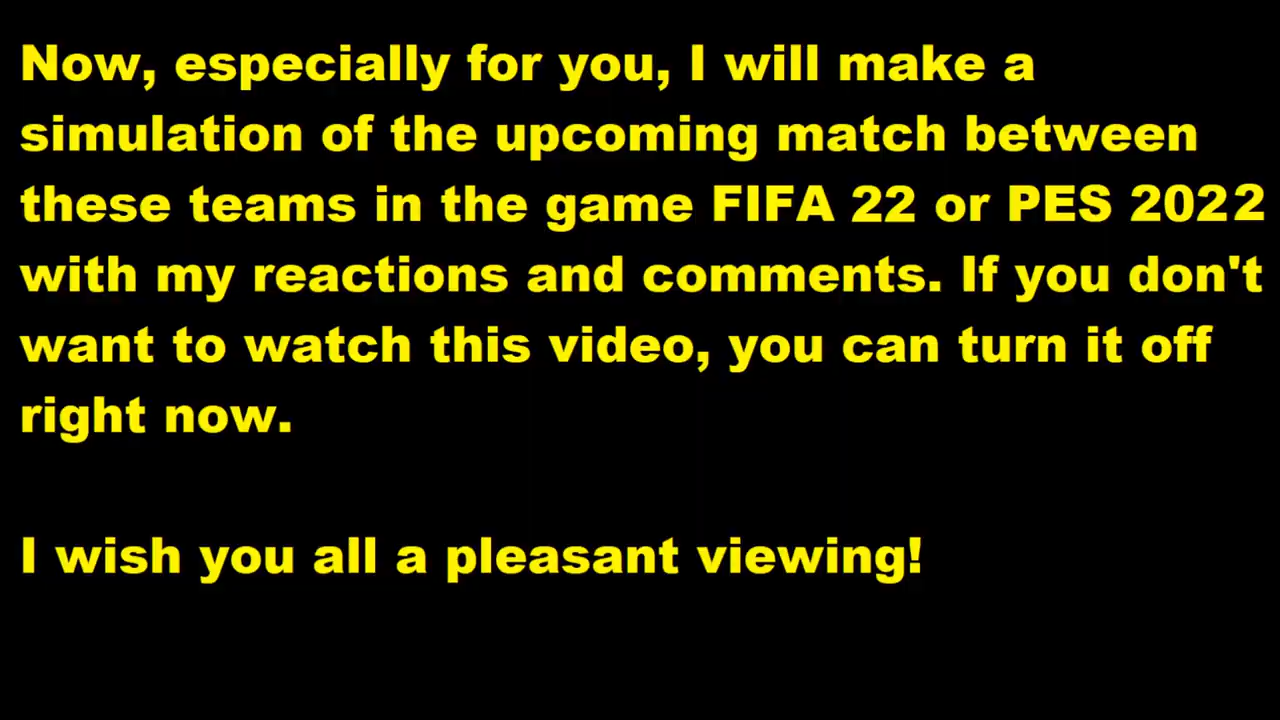 Now, especially for you, I will make a
simulation of the upcoming match between
these teams in the game FIFA 22 or PES 2022
with my reactions and comments. If you don't
want to watch this video, you can turn it off
right now.
I wish you all a pleasant viewing!